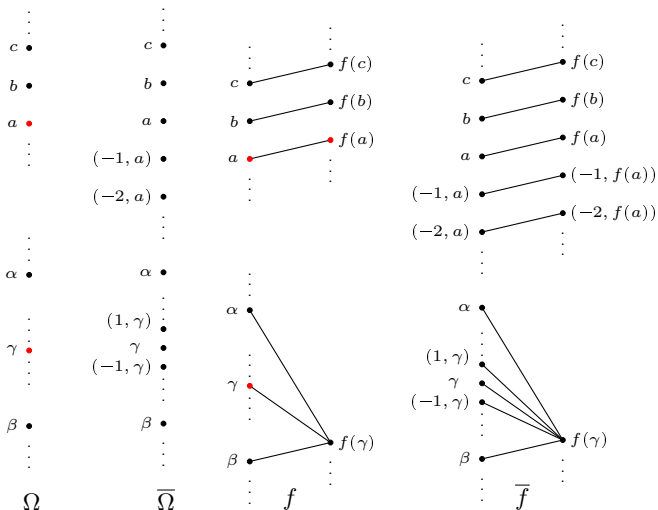 c
b
a
α
γ
β
Ω
c
b
a
(−1, a)
(−2, a)
α
(1, γ)
γ
(−1, γ)
β
Ω̅
c
b
a
f(c)
f(b)
f(a)
α
γ
β
f(γ)
f
c
b
a
(−1, a)
(−2, a)
f(c)
f(b)
f(a)
(−1, f(a))
(−2, f(a))
α
(1, γ)
γ
(−1, γ)
β
f(γ)
f̅